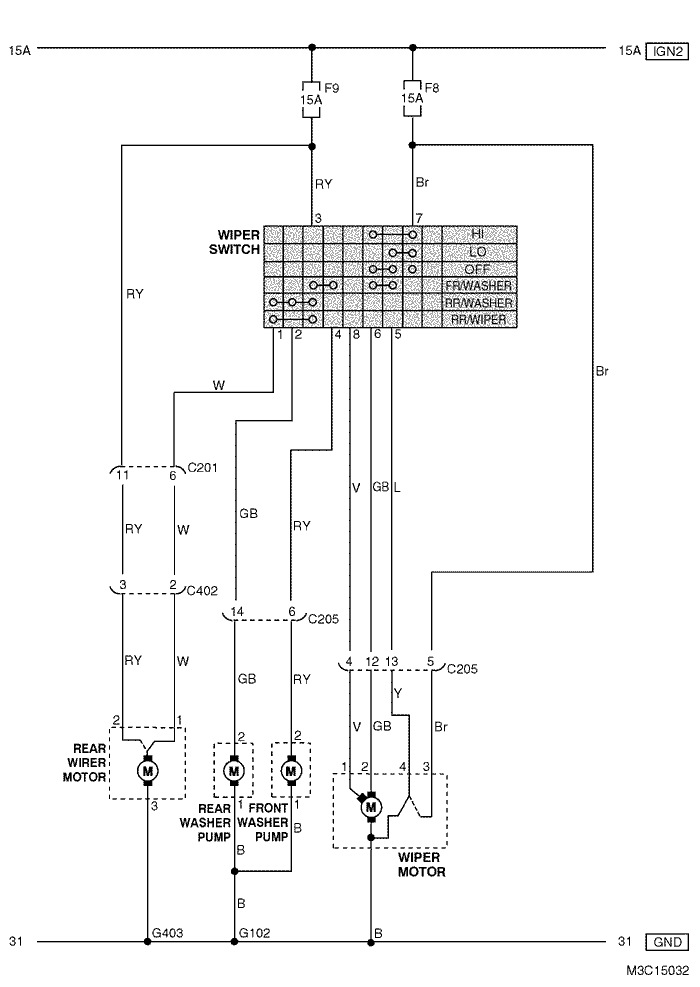 15A
15A IGN2
F9
15A
F8
15A
RY
Br
3
7
WIPER
SWITCH
HI
LO
OFF
FR/WASHER
RR/WASHER
RR/WIPER
RY
1 2 4 8 6 5
Br
W
11 6 C201
V GB L
GB
RY
RY W
3 2 C402
14 6 C205
RY W
4 12 13 5 C205
GB RY
Y
V GB Br
2 1
2 2
REAR
WIRER
MOTOR
M
M
M
1 2 4 3
3
1
1
M
REAR
WASHER
PUMP
FRONT
WASHER
PUMP
B
B
WIPER
MOTOR
B
31
G403
G102
B
31 GND
M3C15032